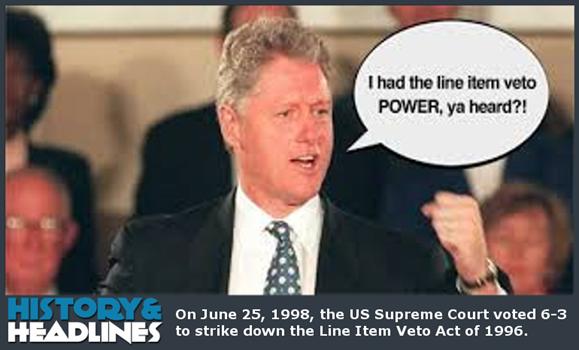 I had the line item veto
POWER, ya heard?!
HISTORY&
HEADLINES
On June 25, 1998, the US Supreme Court voted 6-3
to strike down the Line Item Veto Act of 1996.